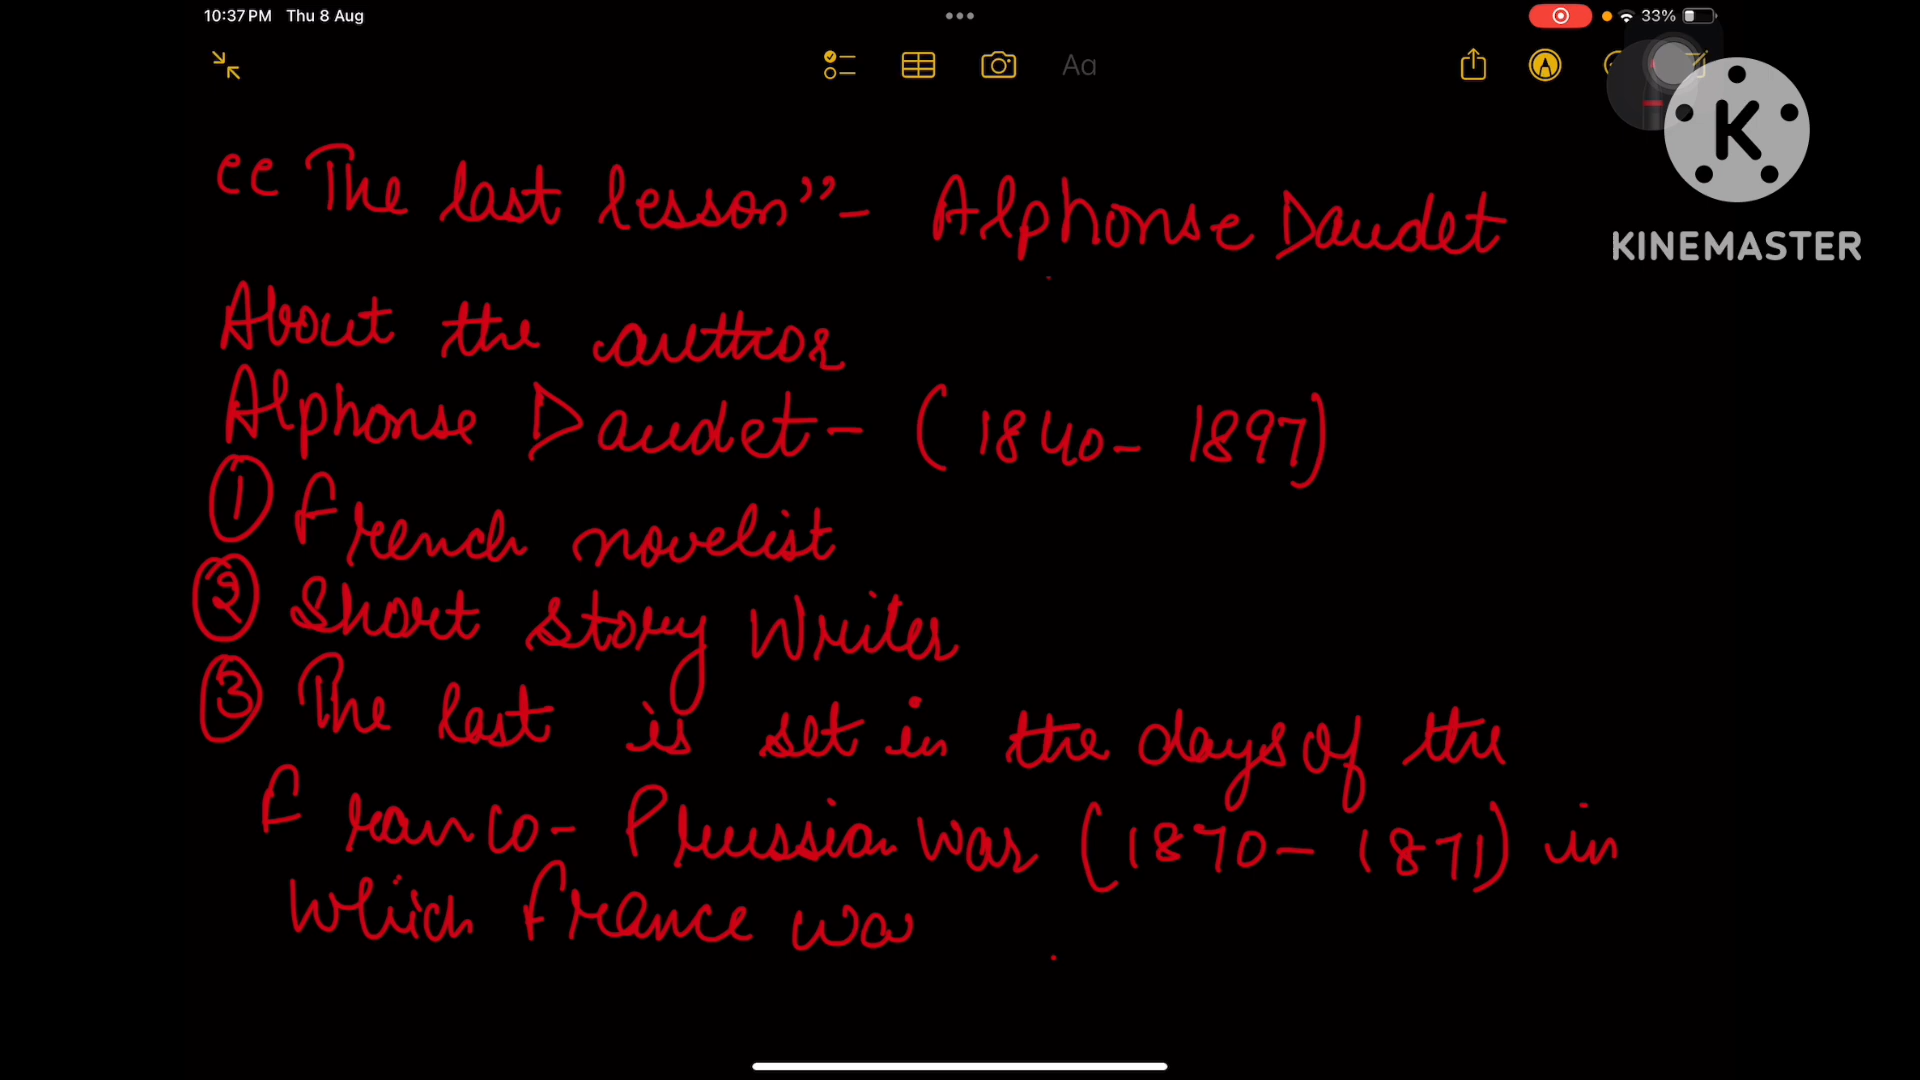 10:37 PM Thu 8 Aug
33%
Aa
K
KINEMASTER
“The last lesson”- Alphonse Daudet
About the author
Alphonse Daudet - (1840- 1897)
① French novelist
② Short story Writer
③ The last is set in the days of the
Franco- Prussian War (1870- 1871) in
which France wa